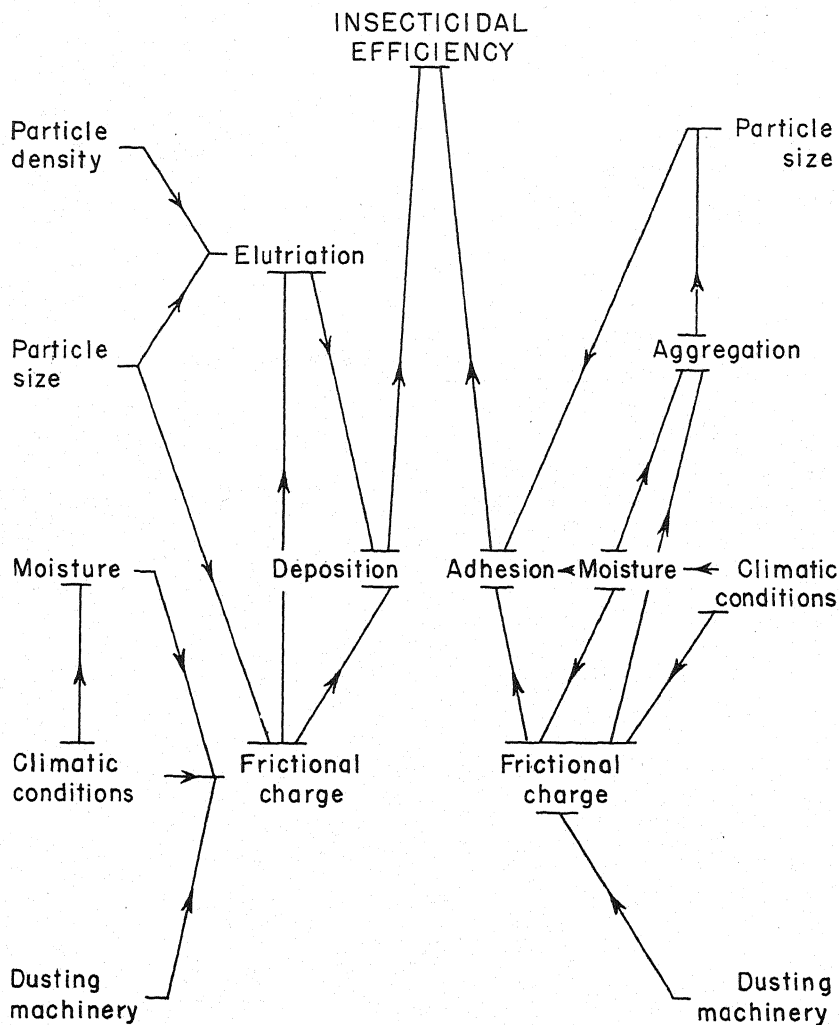 INSECTICIDAL
EFFICIENCY
Particle
density
Particle
size
Elutriation
Particle
size
Aggregation
Moisture
Deposition
Adhesion
Moisture
Climatic
conditions
Climatic
conditions
Frictional
charge
Frictional
charge
Dusting
machinery
Dusting
machinery